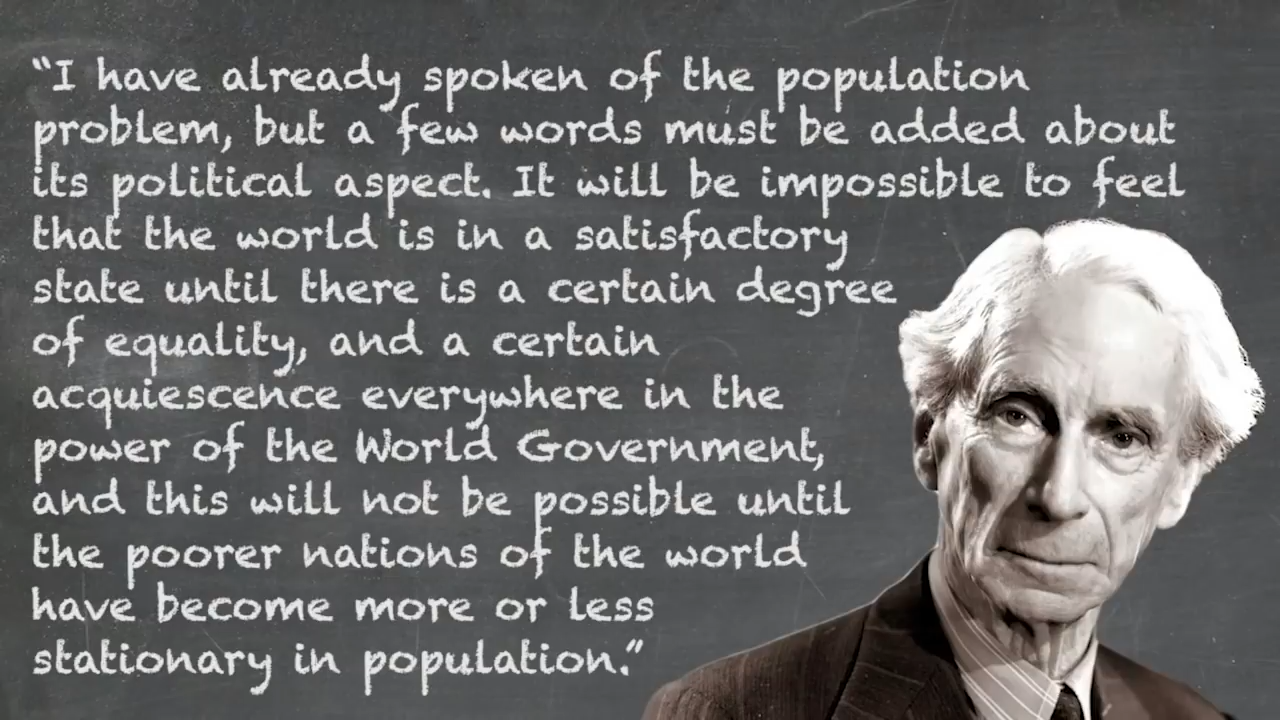 “I have already spoken of the population
problem, but a few words must be added about
its political aspect. It will be impossible to feel
that the world is in a satisfactory
state until there is a certain degree
of equality, and a certain
acquiescence everywhere in the
power of the World Government,
and this will not be possible until
the poorer nations of the world
have become more or less
stationary in population.”